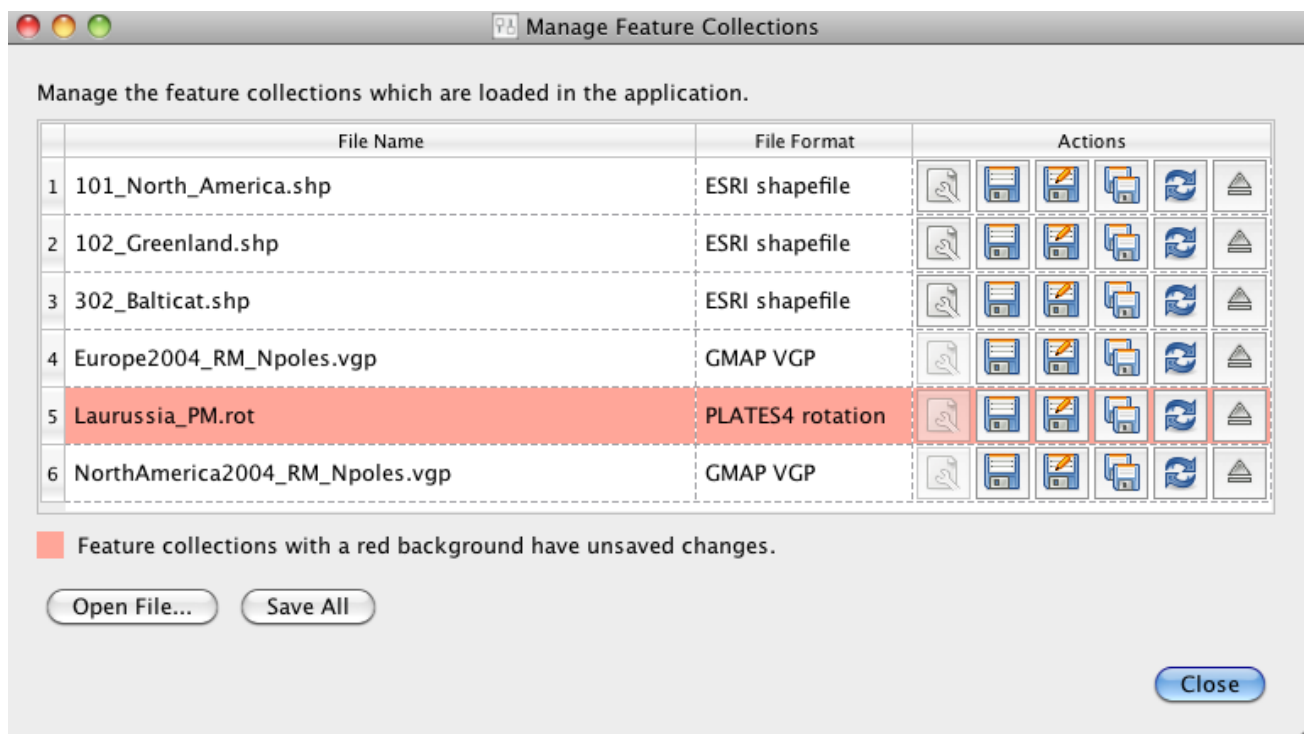 Manage Feature Collections
Manage the feature collections which are loaded in the application.
File Name File Format Actions
1 101_North_America.shp ESRI shapefile
2 102_Greenland.shp ESRI shapefile
3 302_Balticat.shp ESRI shapefile
4 Europe2004_RM_Npoles.vgp GMAP VGP
5 Laurussia_PM.rot PLATES4 rotation
6 NorthAmerica2004_RM_Npoles.vgp GMAP VGP
Feature collections with a red background have unsaved changes.
Open File... Save All
Close